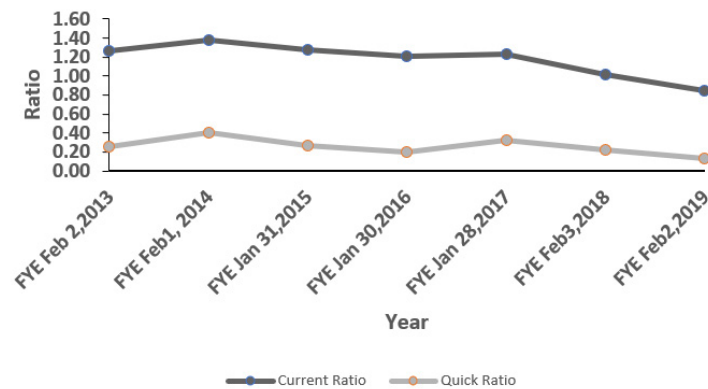 1.60
1.40
1.20
1.00
0.80
0.60
0.40
0.20
0.00
Ratio
FYE Feb 2,2013
FYE Feb1, 2014
FYE Jan 31,2015
FYE Jan 30,2016
FYE Jan 28,2017
FYE Feb3,2018
FYE Feb2,2019
Year
Current Ratio Quick Ratio